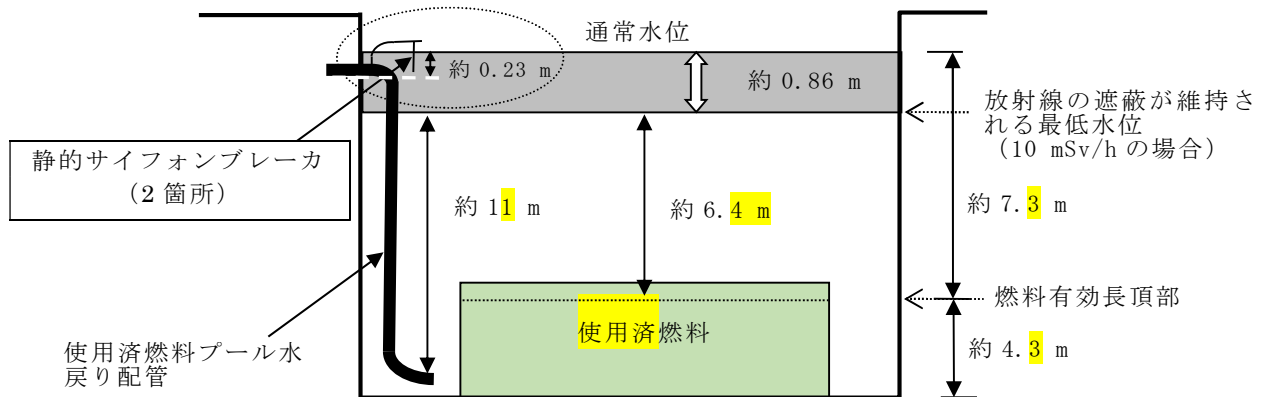 通常水位
約 0.23 m
約 0.86 m
放射線の遮蔽が維持さ
れる最低水位
（10 mSv/h の場合）
静的サイフォンブレーカ
（2 箇所）
約 11 m
約 6.4 m
約 7.3 m
燃料有効長頂部
使用済燃料
使用済燃料プール水
戻り配管
約 4.3 m